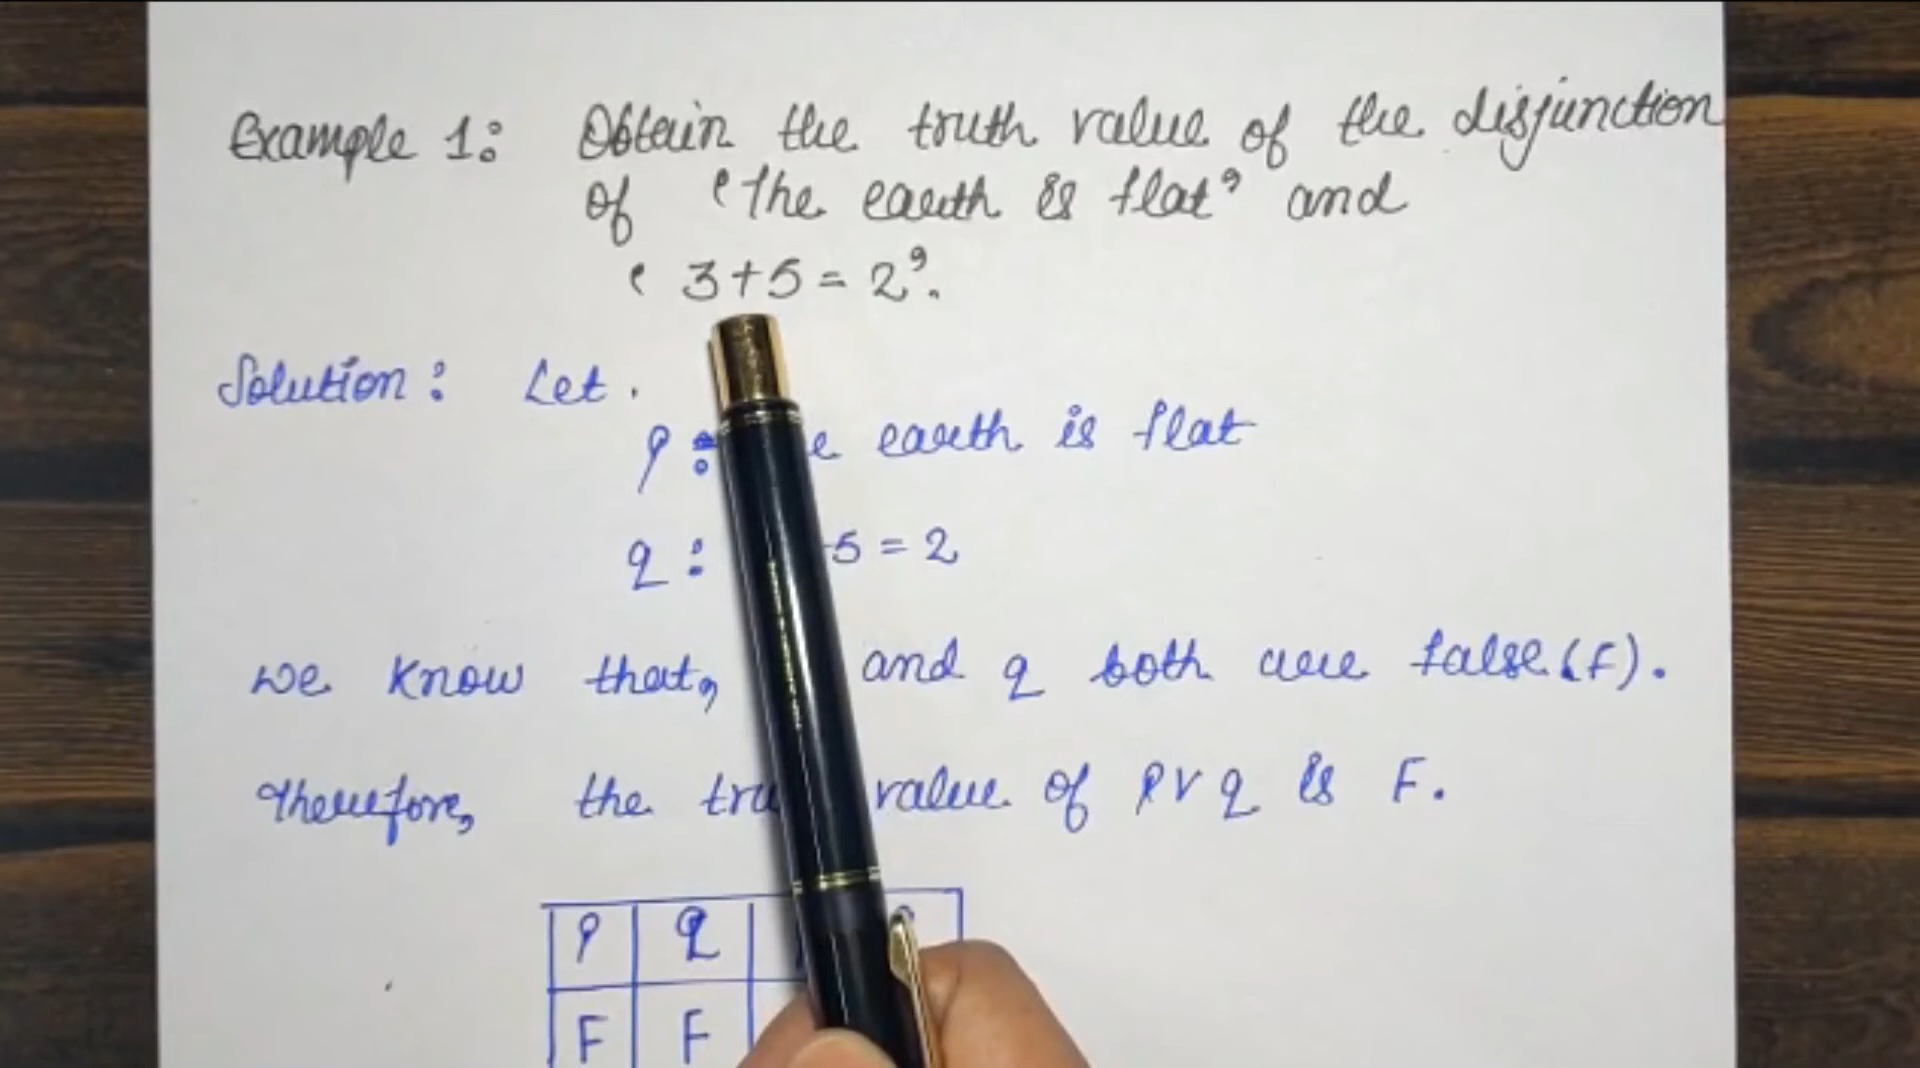 Example 1: Obtain the truth value of the disjunction
of 'The earth is flat' and
'3+5=2'.
Solution: Let.
p : e earth is flat
q : 5 = 2
we know that, and q both are false (F).
Therefore, the tru value of p∨q is F.
p q
F F